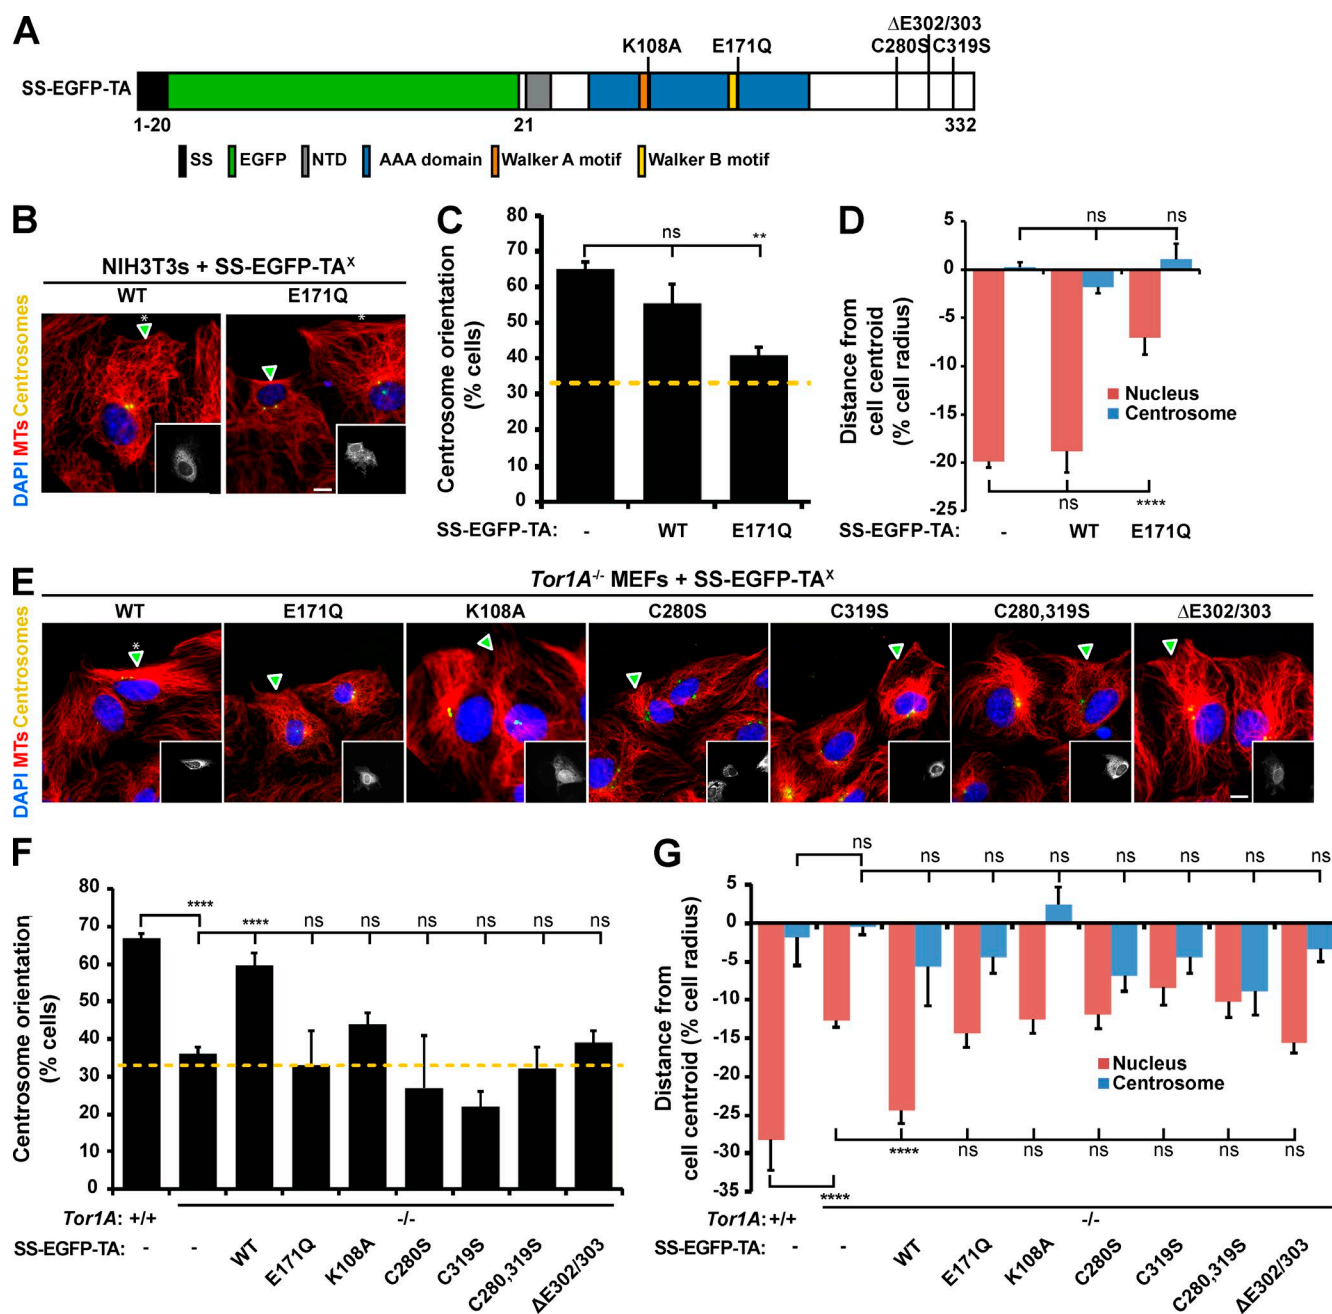 A
ΔE302/303
K108A E171Q C280S C319S
SS-EGFP-TA
1-20 21 332
SS EGFP NTD AAA domain Walker A motif Walker B motif
B
NIH3T3s + SS-EGFP-TAX
WT E171Q
DAPI MTs Centrosomes
*
*
C
Centrosome orientation
(% cells)
80
70
60
50
40
30
20
10
0
ns **
SS-EGFP-TA: - WT E171Q
D
Distance from
cell centroid
(% cell radius)
5
0
-5
-10
-15
-20
-25
ns ns
Nucleus
Centrosome
ns ****
SS-EGFP-TA: - WT E171Q
E
Tor1A-/- MEFs + SS-EGFP-TAX
WT E171Q K108A C280S C319S C280,319S ΔE302/303
DAPI MTs Centrosomes
*
F
Centrosome orientation
(% cells)
80
70
60
50
40
30
20
10
0
**** **** ns ns ns ns ns ns
Tor1A: +/+ -/-
SS-EGFP-TA: - - WT E171Q K108A C280S C319S C280,319S ΔE302/303
G
Distance from
cell centroid (% cell radius)
5
0
-5
-10
-15
-20
-25
-30
-35
ns ns ns ns ns ns ns ns
Nucleus
Centrosome
**** **** ns ns ns ns ns ns
Tor1A: +/+ -/-
SS-EGFP-TA: - - WT E171Q K108A C280S C319S C280,319S ΔE302/303